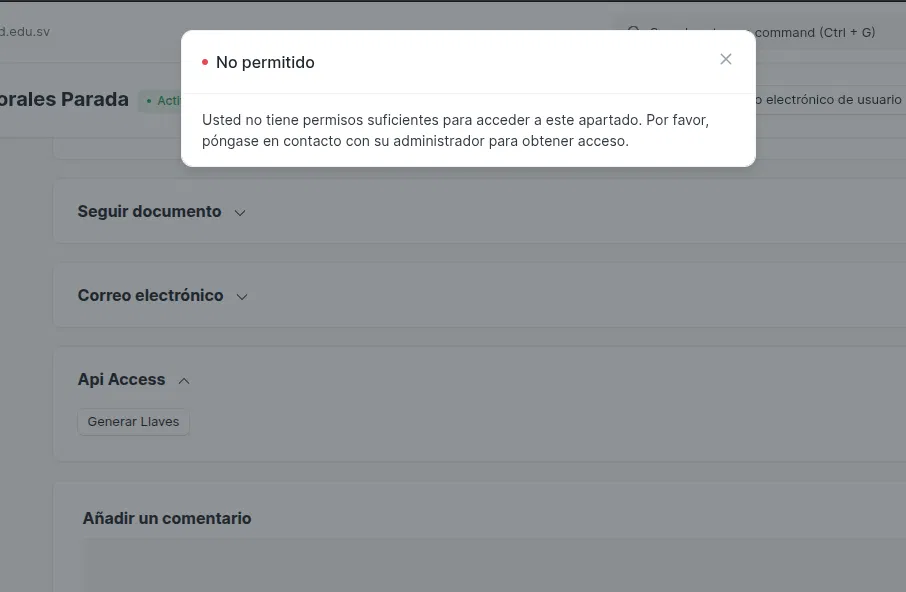 d.edu.sv
command (Ctrl + G)
No permitido
orales Parada
Acti
o electrónico de usuario
Usted no tiene permisos suficientes para acceder a este apartado. Por favor,
póngase en contacto con su administrador para obtener acceso.
Seguir documento
Correo electrónico
Api Access
Generar Llaves
Añadir un comentario